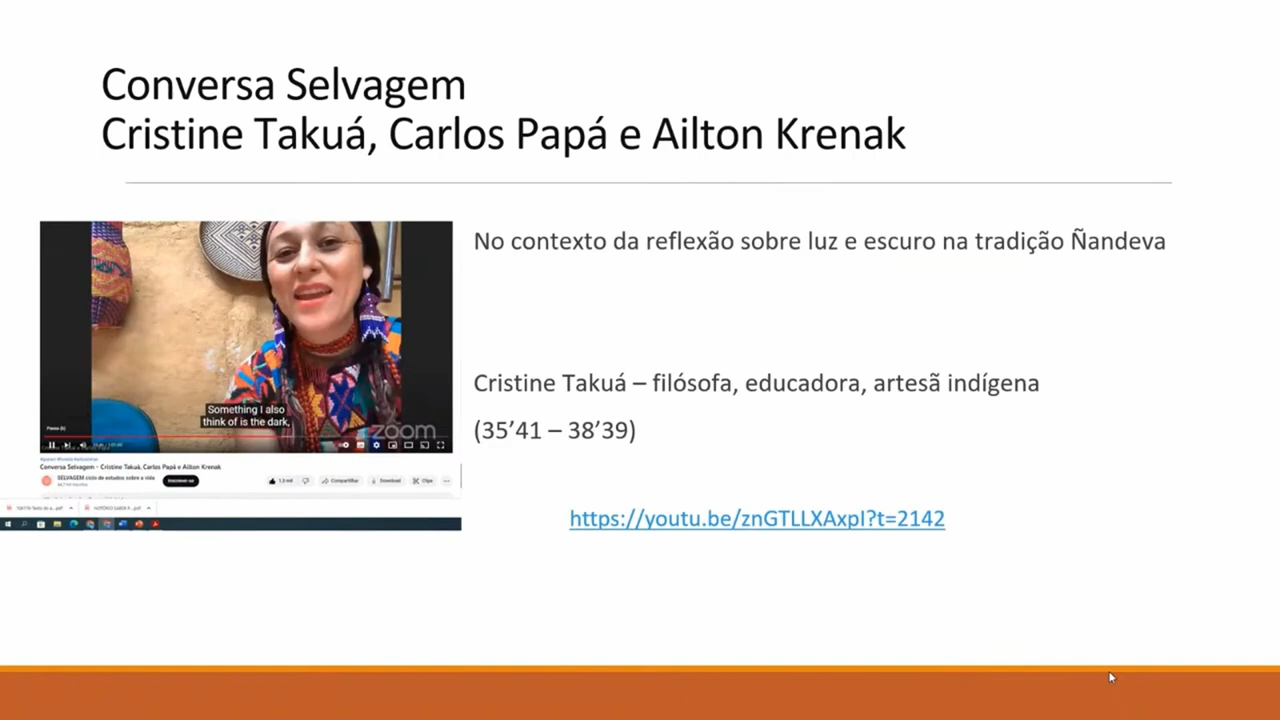 Conversa Selvagem
Cristine Takuá, Carlos Papá e Ailton Krenak
No contexto da reflexão sobre luz e escuro na tradição Ñandeva
Cristine Takuá – filósofa, educadora, artesã indígena
(35’41 – 38’39)
https://youtu.be/znGTLLXAxpI?t=2142
Something I also
think of is the dark,
zoom
Conversa Selvagem - Cristine Takuá, Carlos Papá e Ailton Krenak
SELVAGEM ciclo de estudos sobre a vida
Compartilhar
Download
Clipe